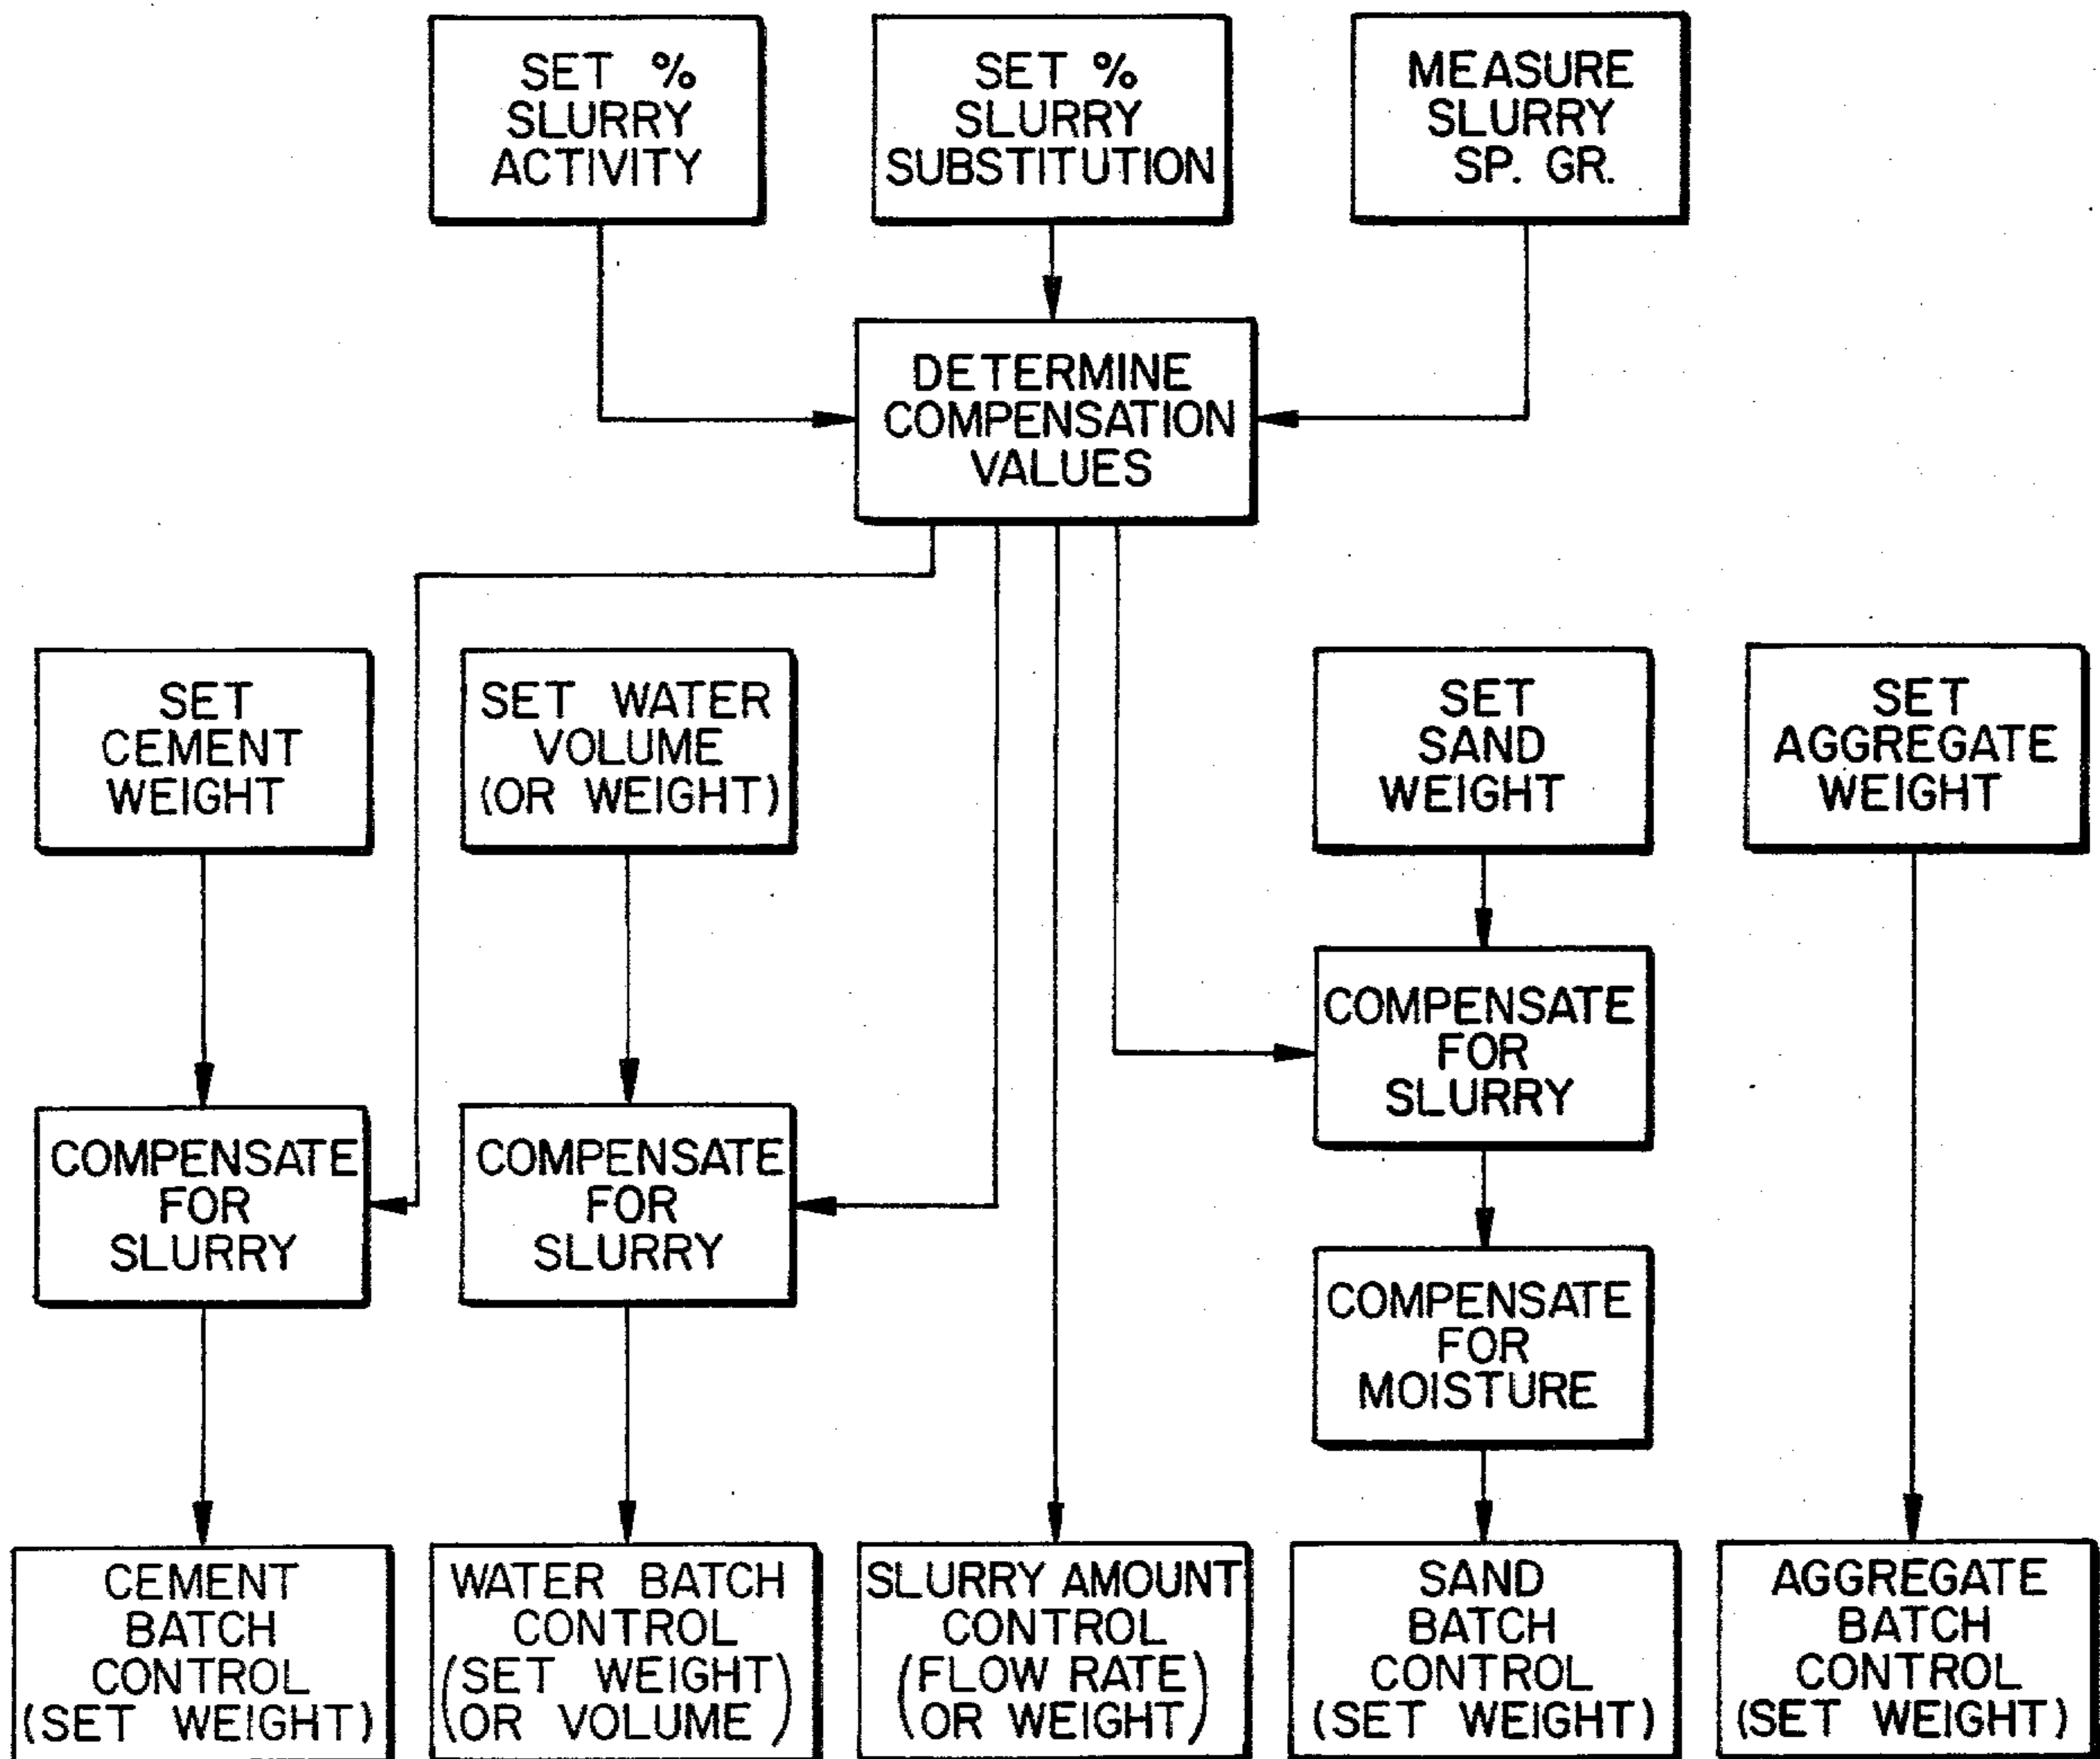 SET %
SLURRY
ACTIVITY
SET %
SLURRY
SUBSTITUTION
MEASURE
SLURRY
SP. GR.
DETERMINE
COMPENSATION
VALUES
SET
CEMENT
WEIGHT
SET WATER
VOLUME
(OR WEIGHT)
SET
SAND
WEIGHT
SET
AGGREGATE
WEIGHT
COMPENSATE
FOR
SLURRY
COMPENSATE
FOR
SLURRY
COMPENSATE
FOR
SLURRY
COMPENSATE
FOR
MOISTURE
CEMENT
BATCH
CONTROL
(SET WEIGHT)
WATER BATCH
CONTROL
(SET WEIGHT
OR VOLUME)
SLURRY AMOUNT
CONTROL
(FLOW RATE
OR WEIGHT)
SAND
BATCH
CONTROL
(SET WEIGHT)
AGGREGATE
BATCH
CONTROL
(SET WEIGHT)